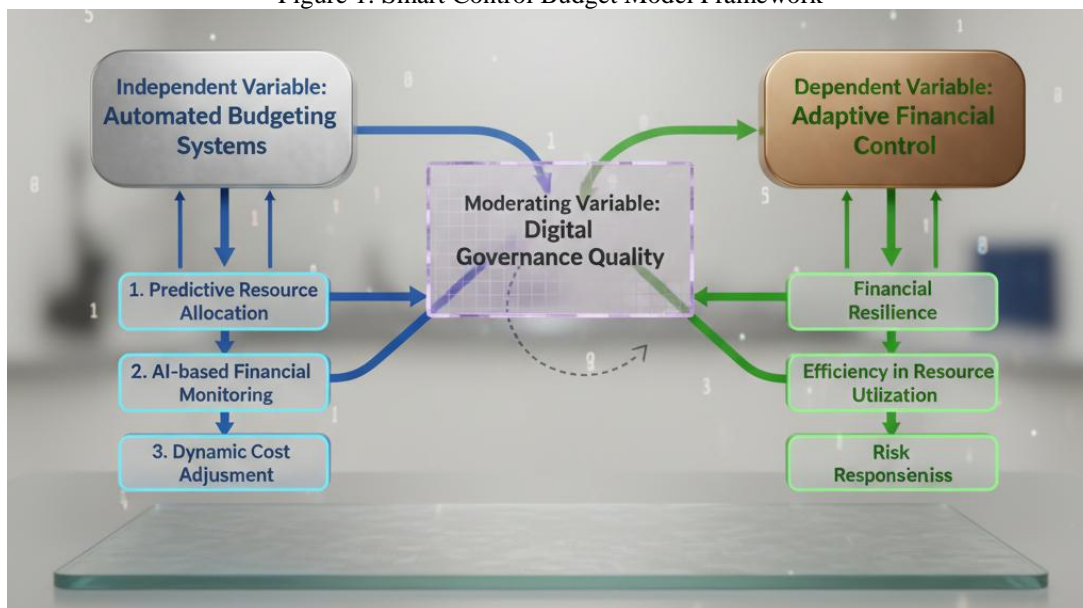 Figure 1. Smart Control Budget Model Framework
Independent Variable:
Automated Budgeting
Systems
Dependent Variable:
Adaptive Financial
Control
Moderating Variable:
Digital
Governance Quality
1. Predictive Resource
Allocation
2. AI-based Financial
Monitoring
3. Dynamic Cost
Adjusment
Financial
Resilience
Efficiency in Resource
Utlization
Risk
Responseniss